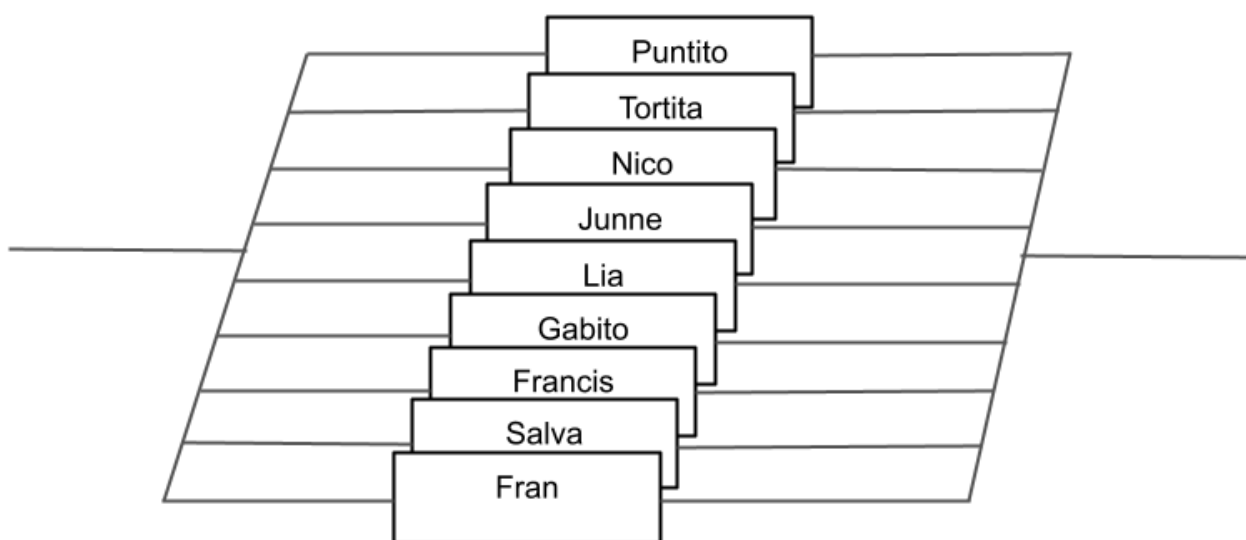 Puntito
Tortita
Nico
Junne
Lia
Gabito
Francis
Salva
Fran